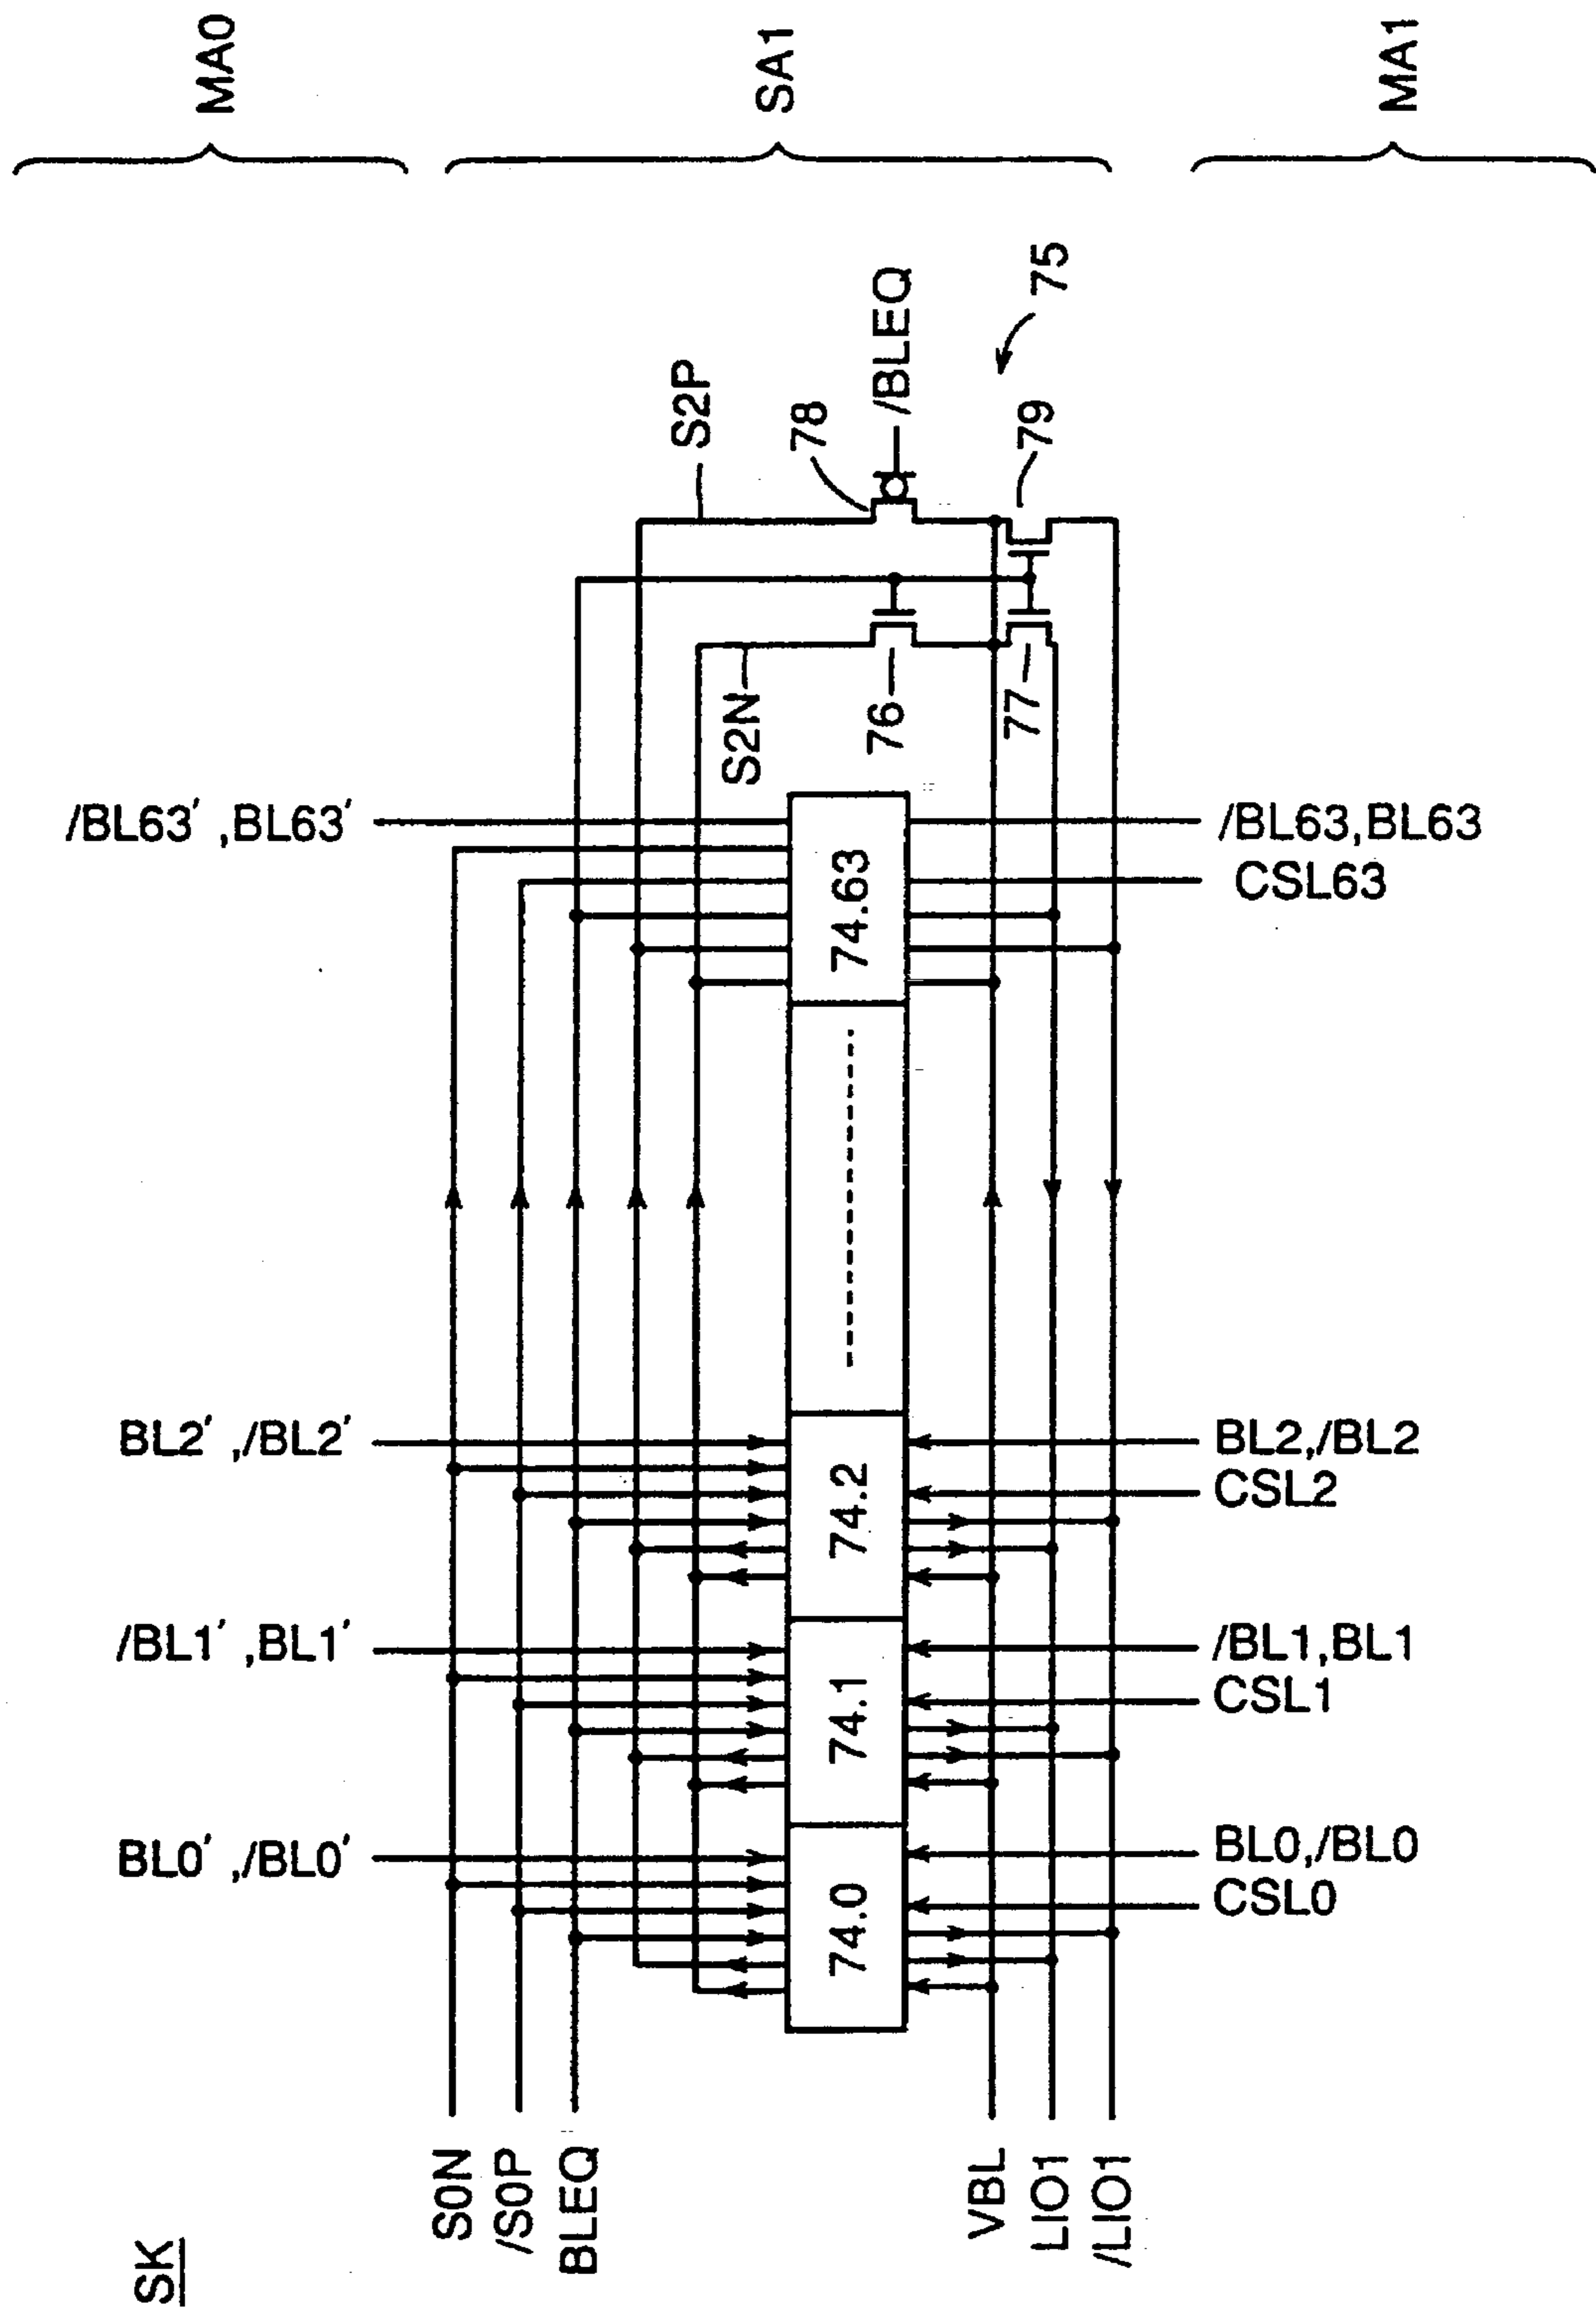 MA0
SA1
MA1
S2P
78
/BLEQ
75
79
S2N
76
77
/BL63′ ,BL63′
/BL63,BL63
CSL63
74.63
BL2′ ,/BL2′
BL2,/BL2
CSL2
74.2
/BL1′ ,BL1′
/BL1,BL1
CSL1
74.1
BL0′ ,/BL0′
BL0,/BL0
CSL0
74.0
S0N
/S0P
BLEQ
VBL
LIO1
/LIO1
SK